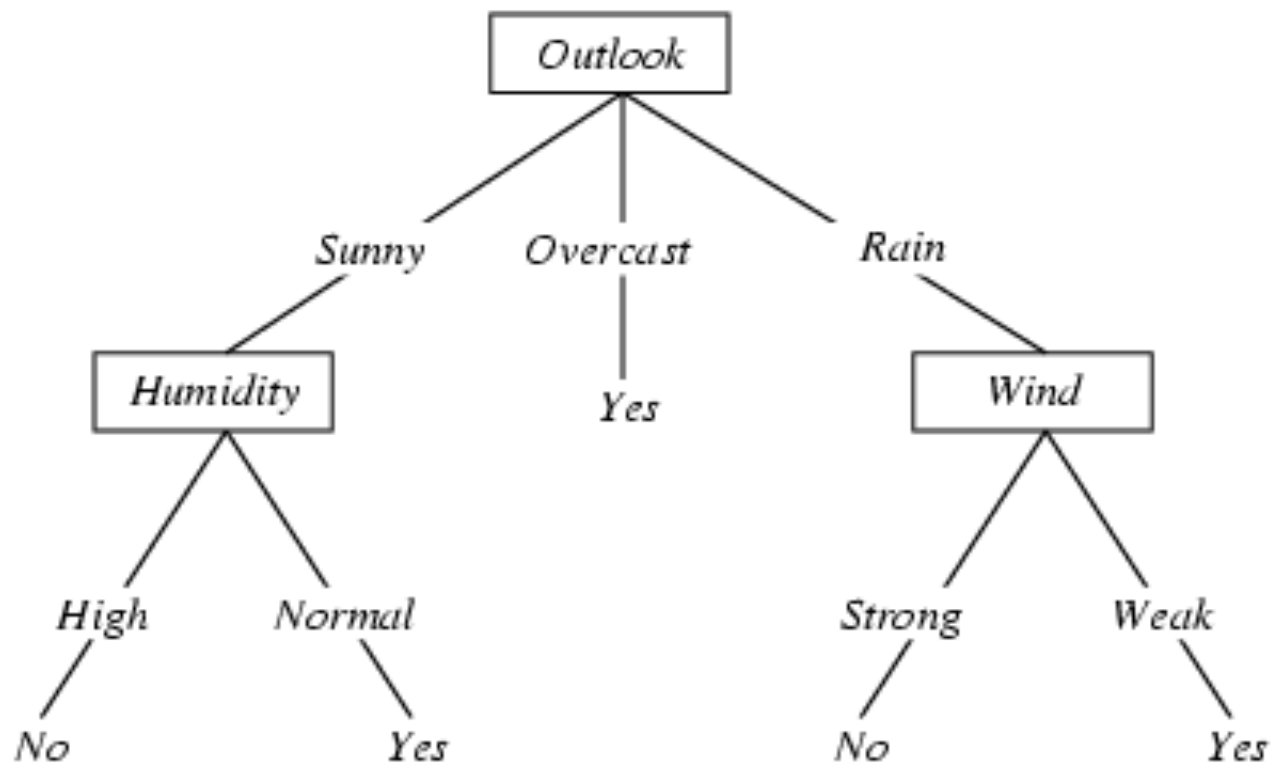 Outlook
Sunny Overcast Rain
Humidity Yes Wind
High Normal Strong Weak
No Yes No Yes